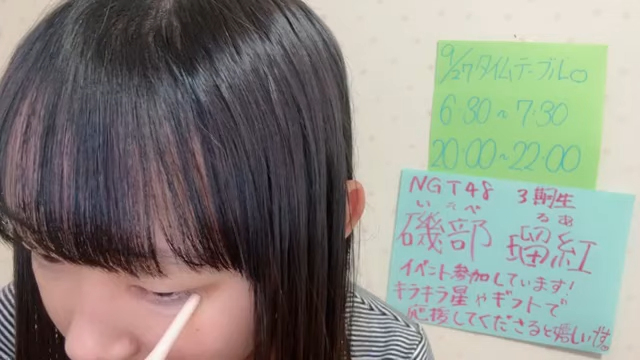 9/27タイムテーブル
6:30~7:30
20:00~22:00
NGT48 3期生
いそべ るあ
磯部 瑠紅
イベント参加しています!
キラキラ星やギフトで
応援してくださると嬉しいです